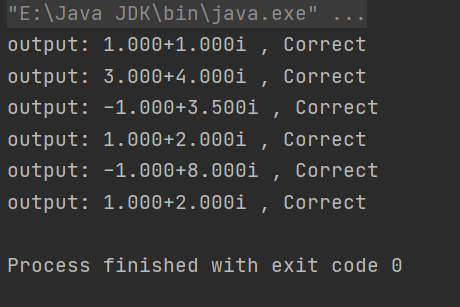 "E:\Java JDK\bin\java.exe" ...
output: 1.000+1.000i , Correct
output: 3.000+4.000i , Correct
output: -1.000+3.500i , Correct
output: 1.000+2.000i , Correct
output: -1.000+8.000i , Correct
output: 1.000+2.000i , Correct
Process finished with exit code 0